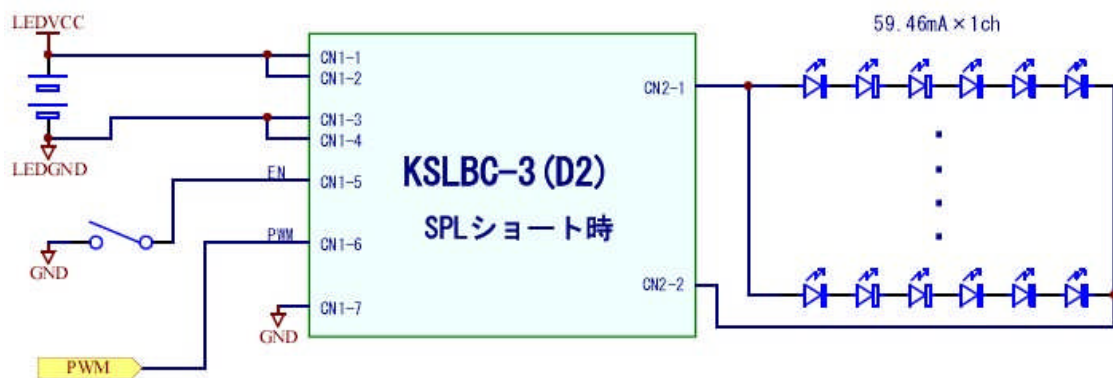 LEDVCC
59.46mA×1ch
CN1-1
CN1-2
CN2-1
CN1-3
CN1-4
LEDGND
EN
CN1-5
KSLBC-3(D2)
SPLショート時
PWM
CN1-6
GND
CN2-2
CN1-7
GND
PWM